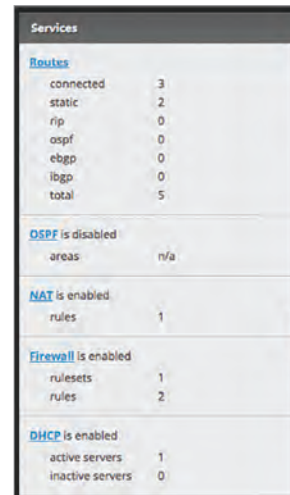 Services
Routes
connected 3
static 2
rip 0
ospf 0
ebgp 0
ibgp 0
total 5
OSPF is disabled
areas n/a
NAT is enabled
rules 1
Firewall is enabled
rulesets 1
rules 2
DHCP is enabled
active servers 1
inactive servers 0